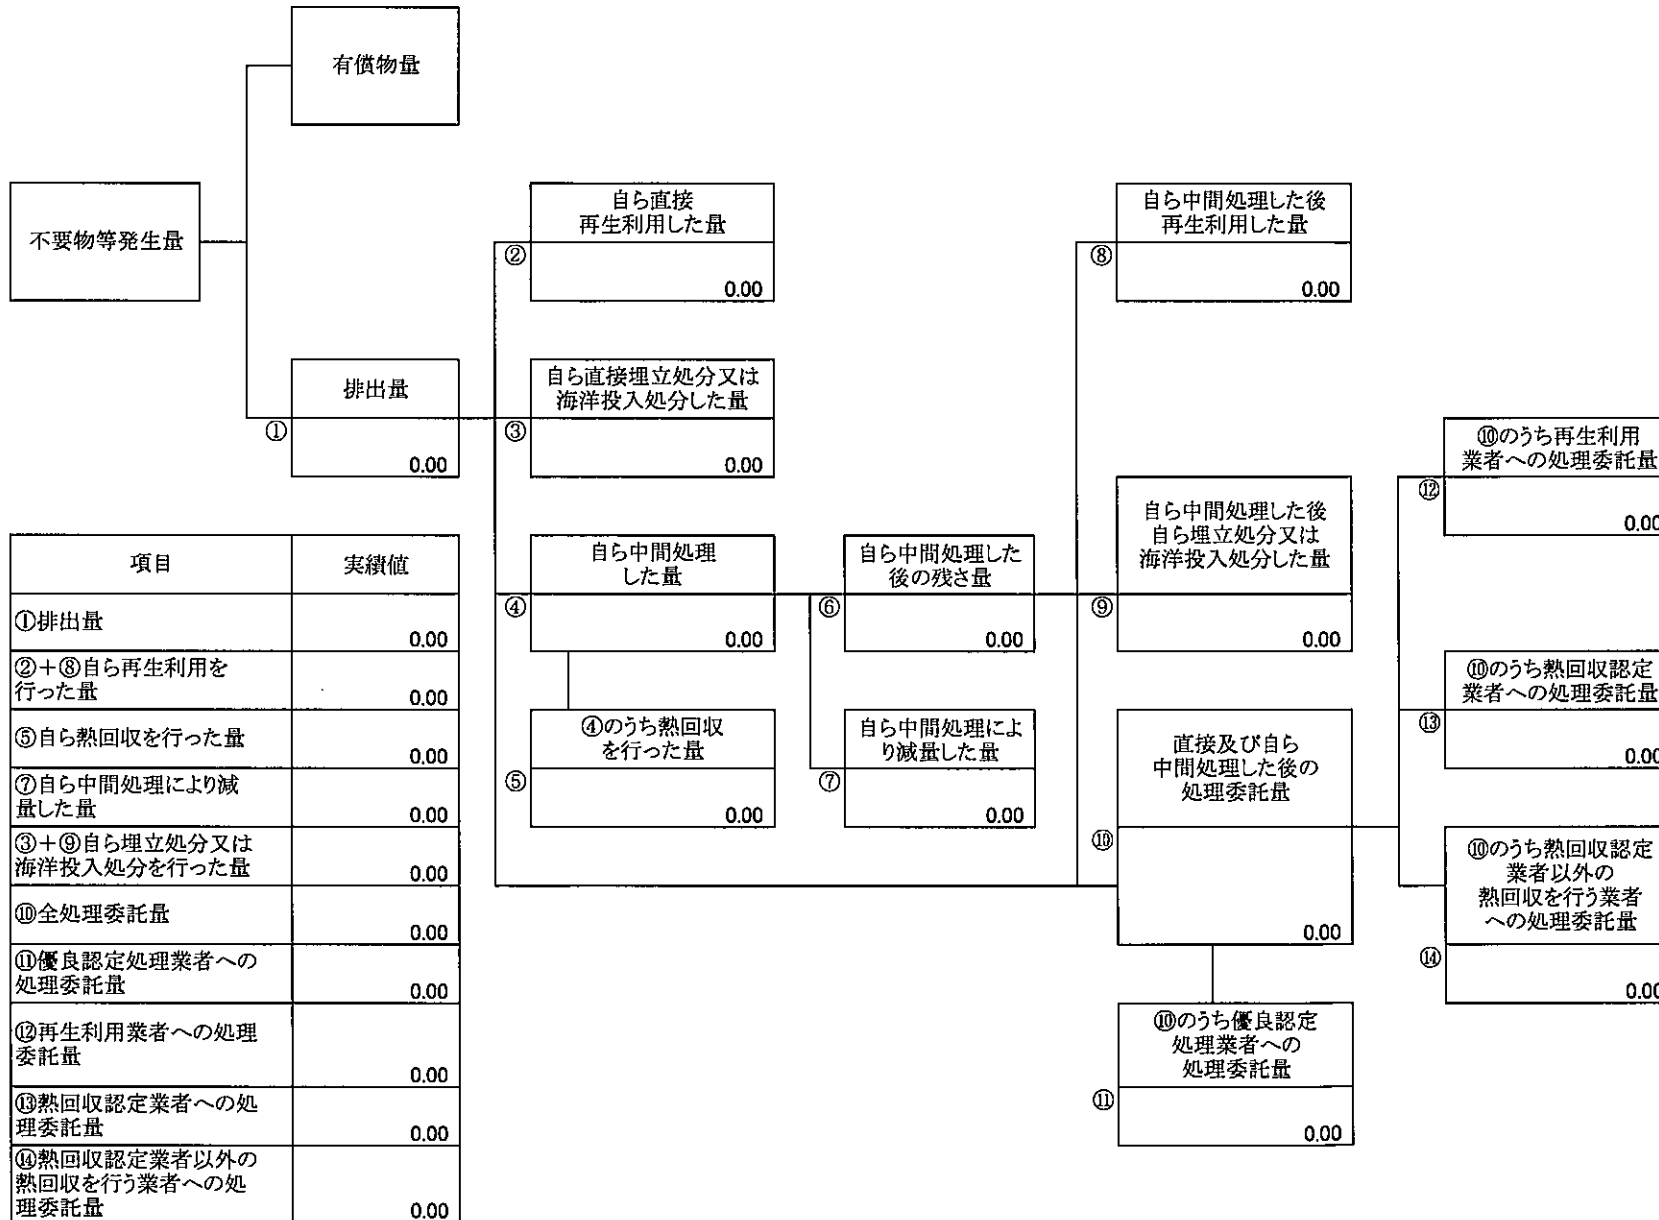 有償物量
不要物等発生量
自ら直接
再生利用した量
②
0.00
自ら中間処理した後
再生利用した量
⑧
0.00
排出量
①
0.00
自ら直接埋立処分又は
海洋投入処分した量
③
0.00
⑩のうち再生利用
業者への処理委託量
⑫
0.00
自ら中間処理
した量
④
0.00
自ら中間処理した
後の残さ量
⑥
0.00
自ら中間処理した後
自ら埋立処分又は
海洋投入処分した量
⑨
0.00
⑩のうち熱回収認定
業者への処理委託量
⑬
0.00
④のうち熱回収
を行った量
⑤
0.00
自ら中間処理によ
り減量した量
⑦
0.00
直接及び自ら
中間処理した後の
処理委託量
⑩
0.00
⑩のうち熱回収認定
業者以外の
熱回収を行う業者
への処理委託量
⑭
0.00
⑩のうち優良認定
処理業者への
処理委託量
⑪
0.00
項目 実績値
①排出量
0.00
②+⑧自ら再生利用を
行った量 0.00
⑤自ら熱回収を行った量
0.00
⑦自ら中間処理により減
量した量 0.00
③+⑨自ら埋立処分又は
海洋投入処分を行った量 0.00
⑩全処理委託量
0.00
⑪優良認定処理業者への
処理委託量 0.00
⑫再生利用業者への処理
委託量
0.00
⑬熱回収認定業者への処
理委託量 0.00
⑭熱回収認定業者以外の
熱回収を行う業者への処
理委託量 0.00